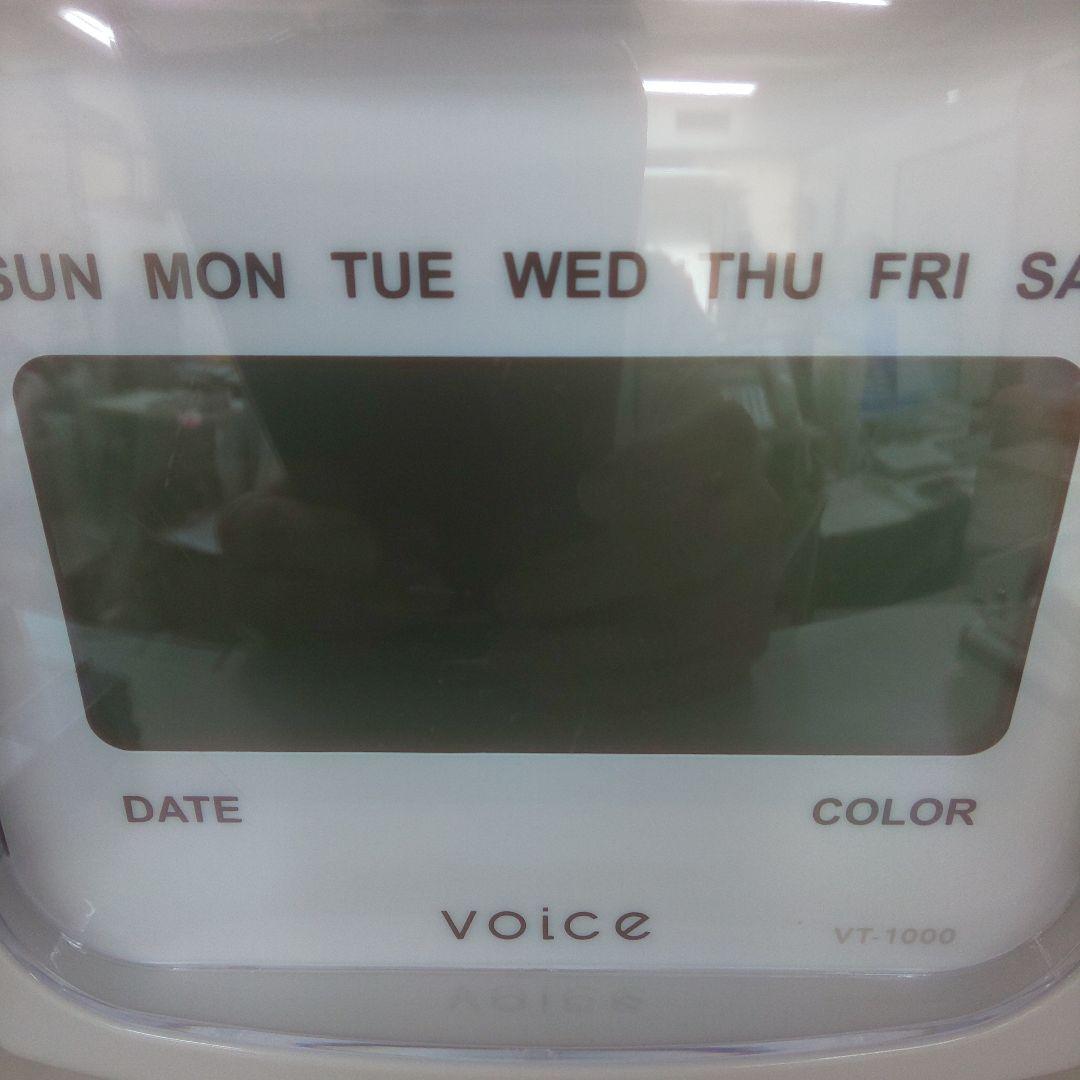 SUN MON TUE WED THU FRI SA
DATE COLOR
voice
VT-1000